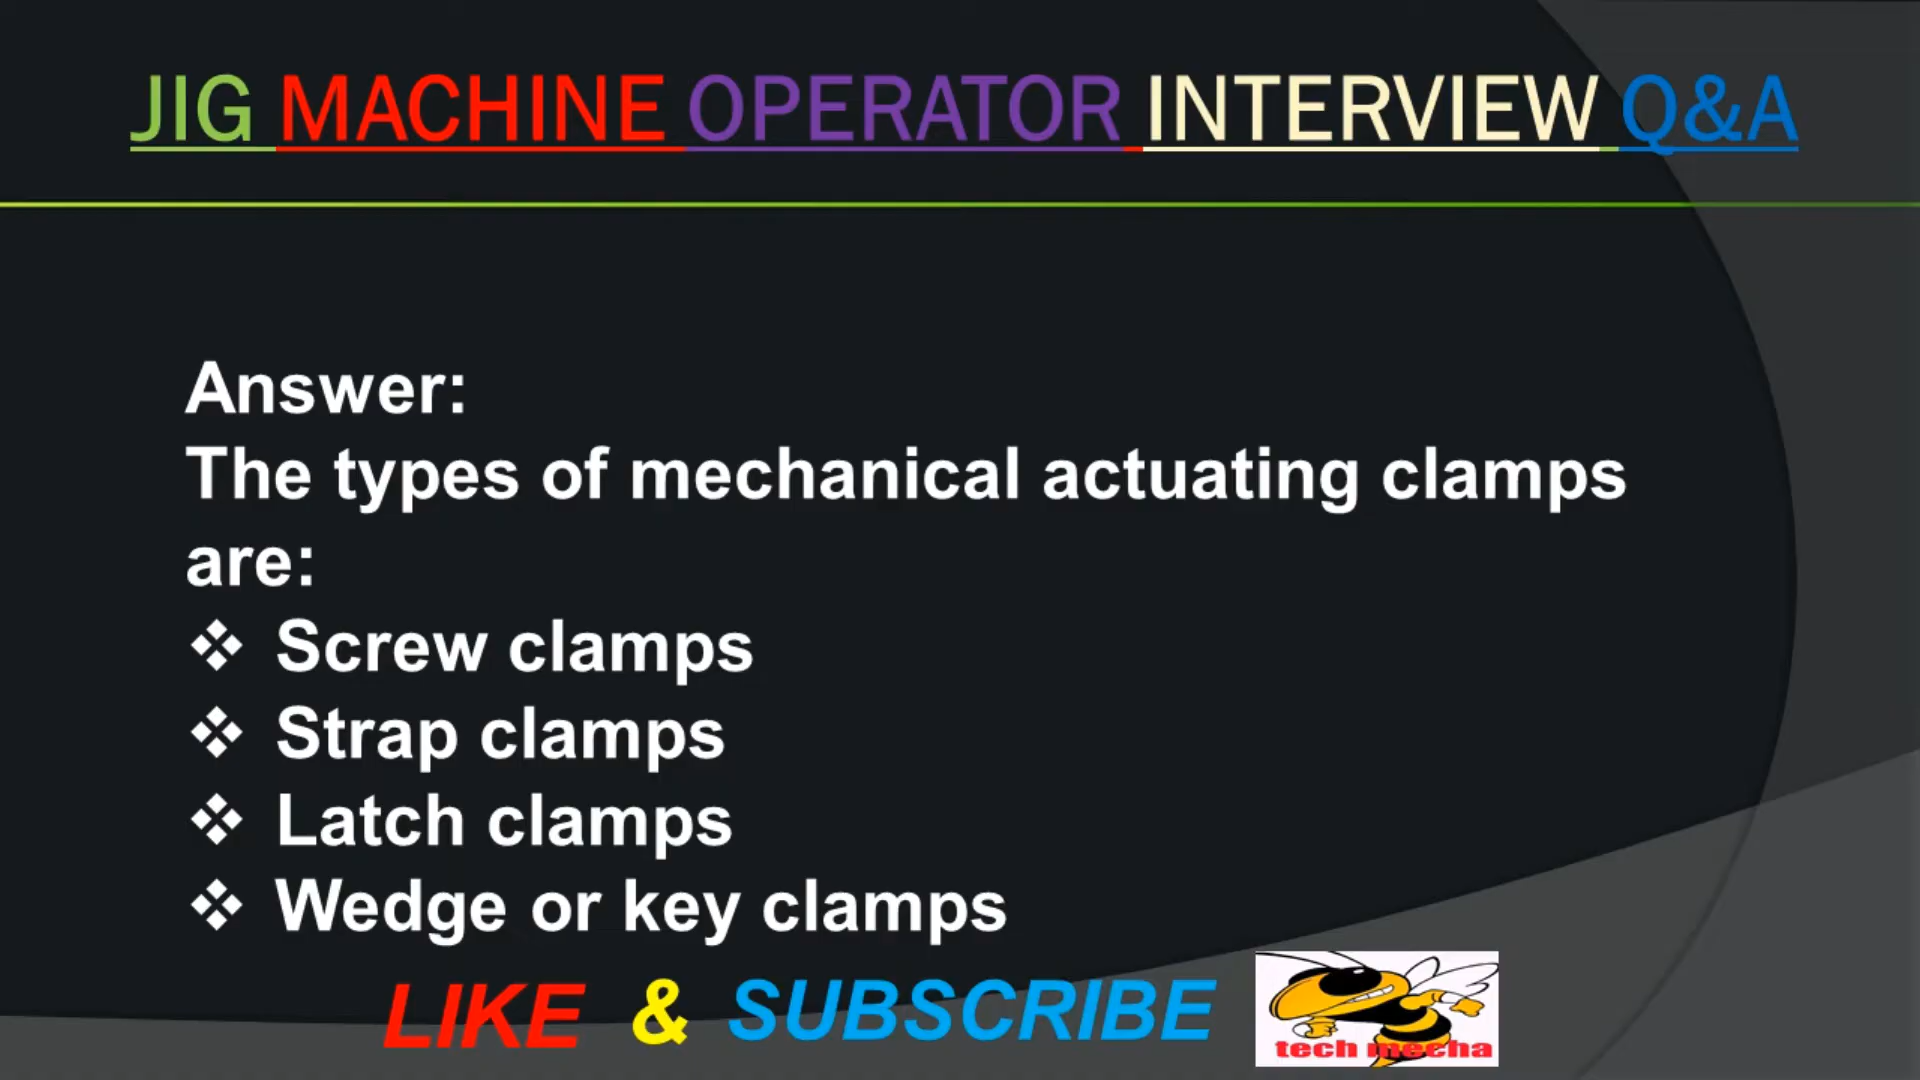 JIG MACHINE OPERATOR INTERVIEW Q&A
Answer:
The types of mechanical actuating clamps
are:
❖ Screw clamps
❖ Strap clamps
❖ Latch clamps
❖ Wedge or key clamps
LIKE & SUBSCRIBE
tech mecha